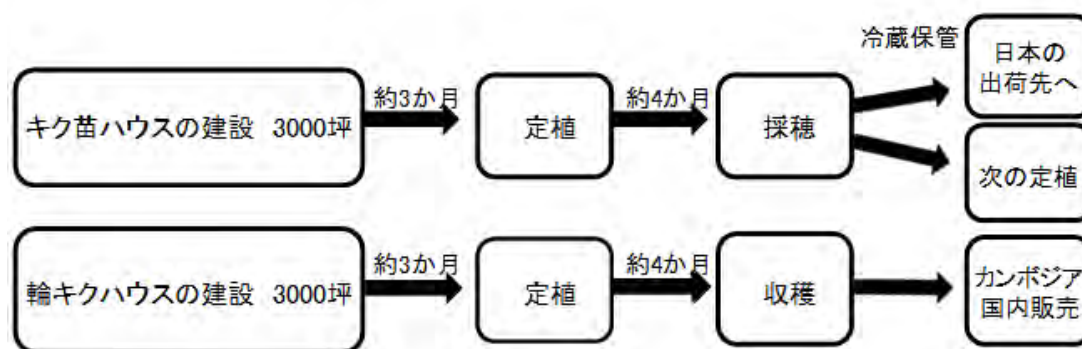 キク苗ハウスの建設 3000坪
約3か月
定植
約4か月
採穂
冷蔵保管
日本の
出荷先へ
次の定植
輪キクハウスの建設 3000坪
約3か月
定植
約4か月
収穫
カンボジア
国内販売